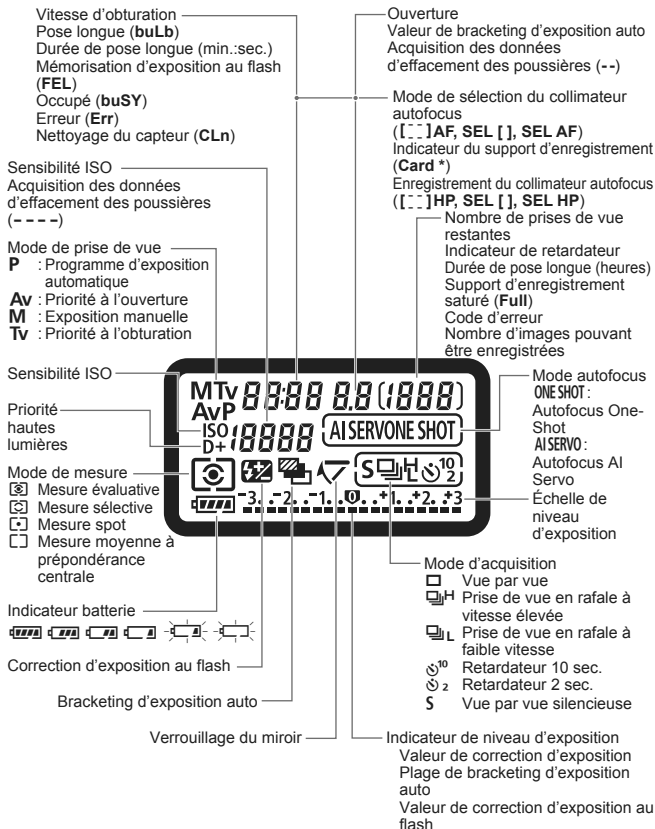 Vitesse d'obturation
Pose longue (buLb)
Durée de pose longue (min.:sec.)
Mémorisation d'exposition au flash
(FEL)
Occupé (buSY)
Erreur (Err)
Nettoyage du capteur (CLn)
Ouverture
Valeur de bracketing d'exposition auto
Acquisition des données
d'effacement des poussières (- -)
Mode de sélection du collimateur
autofocus
([---]AF, SEL [ ], SEL AF)
Indicateur du support d'enregistrement
(Card *)
Enregistrement du collimateur autofocus
([---]HP, SEL [ ], SEL HP)
Sensibilité ISO
Acquisition des données
d'effacement des poussières
(– – – –)
Nombre de prises de vue
restantes
Indicateur de retardateur
Durée de pose longue (heures)
Support d'enregistrement
saturé (Full)
Code d'erreur
Nombre d'images pouvant
être enregistrées
Mode de prise de vue
P : Programme d'exposition
automatique
Av : Priorité à l'ouverture
M : Exposition manuelle
Tv : Priorité à l'obturation
Sensibilité ISO
Priorité
hautes
lumières
MTv 88:88 8.8 (1888)
AvP
ISO
D+ 18888 AI SERVONE SHOT
S H 10 2
-3..-2..-1..0..+1..+2..+3
Mode autofocus
ONE SHOT :
Autofocus One-
Shot
AI SERVO :
Autofocus AI
Servo
Échelle de
niveau
d'exposition
Mode de mesure
Mesure évaluative
Mesure sélective
Mesure spot
Mesure moyenne à
prépondérance
centrale
Indicateur batterie
Correction d'exposition au flash
Bracketing d'exposition auto
Verrouillage du miroir
Mode d'acquisition
Vue par vue
H Prise de vue en rafale à
vitesse élevée
L Prise de vue en rafale à
faible vitesse
10 Retardateur 10 sec.
2 Retardateur 2 sec.
S Vue par vue silencieuse
Indicateur de niveau d'exposition
Valeur de correction d'exposition
Plage de bracketing d'exposition
auto
Valeur de correction d'exposition au
flash